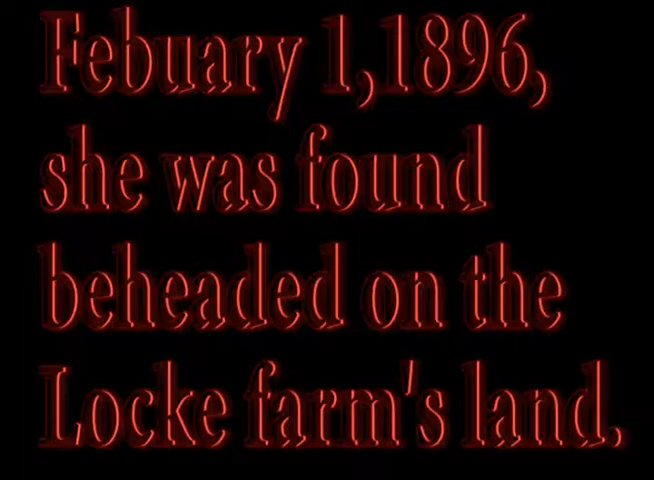 Febuary 1,1896,
she was found
beheaded on the
Locke farm's land.